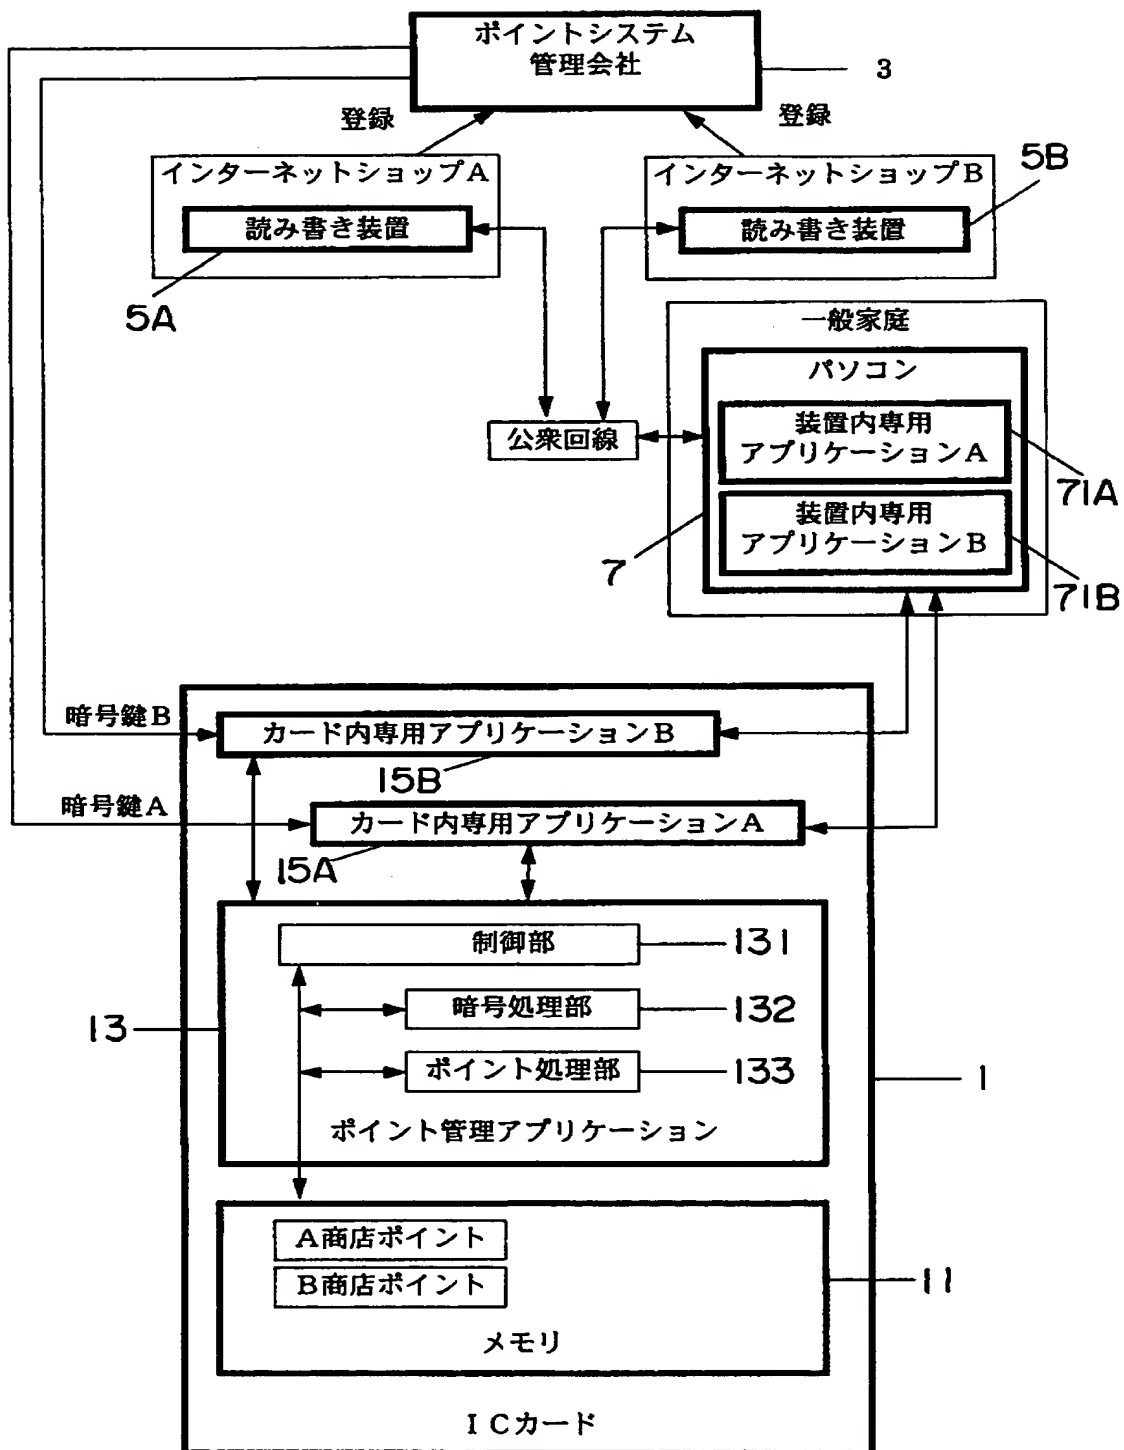 ポイントシステム
管理会社
3
登録
登録
インターネットショップA
インターネットショップB
5B
読み書き装置
読み書き装置
5A
一般家庭
パソコン
公衆回線
装置内専用
アプリケーションA
71A
装置内専用
アプリケーションB
7
71B
暗号鍵B
カード内専用アプリケーションB
15B
暗号鍵A
カード内専用アプリケーションA
15A
制御部
131
暗号処理部
132
13
ポイント処理部
133
1
ポイント管理アプリケーション
A商店ポイント
B商店ポイント
11
メモリ
ICカード